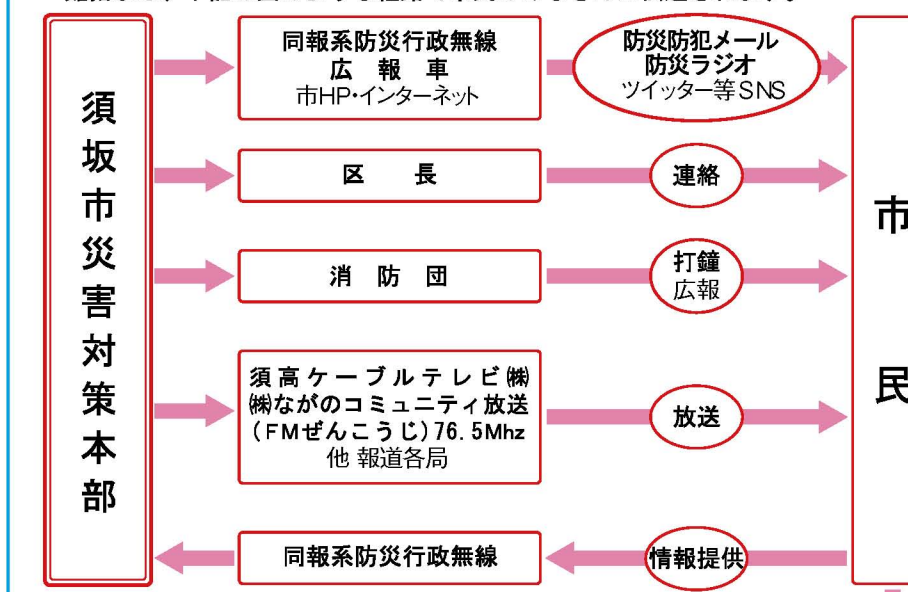 須坂市災害対策本部
同報系防災行政無線
広報車
市HP・インターネット
防災防犯メール
防災ラジオ
ツイッター等SNS
区長
連絡
消防団
打鐘
広報
須高ケーブルテレビ㈱
㈱ながのコミュニティ放送
(FMぜんこうじ)76.5Mhz
他 報道各局
放送
同報系防災行政無線
情報提供
市民